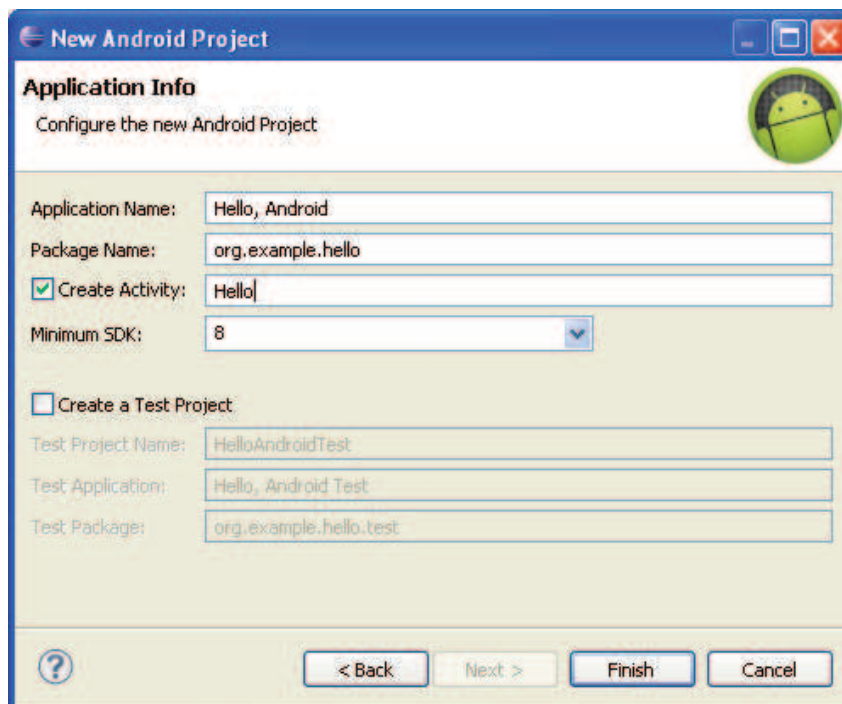 New Android Project
Application Info
Configure the new Android Project
Application Name: Hello, Android
Package Name: org.example.hello
Create Activity: Hello
Minimum SDK: 8
Create a Test Project
Test Project Name: HelloAndroidTest
Test Application: Hello, Android Test
Test Package: org.example.hello.test
? < Back Next > Finish Cancel